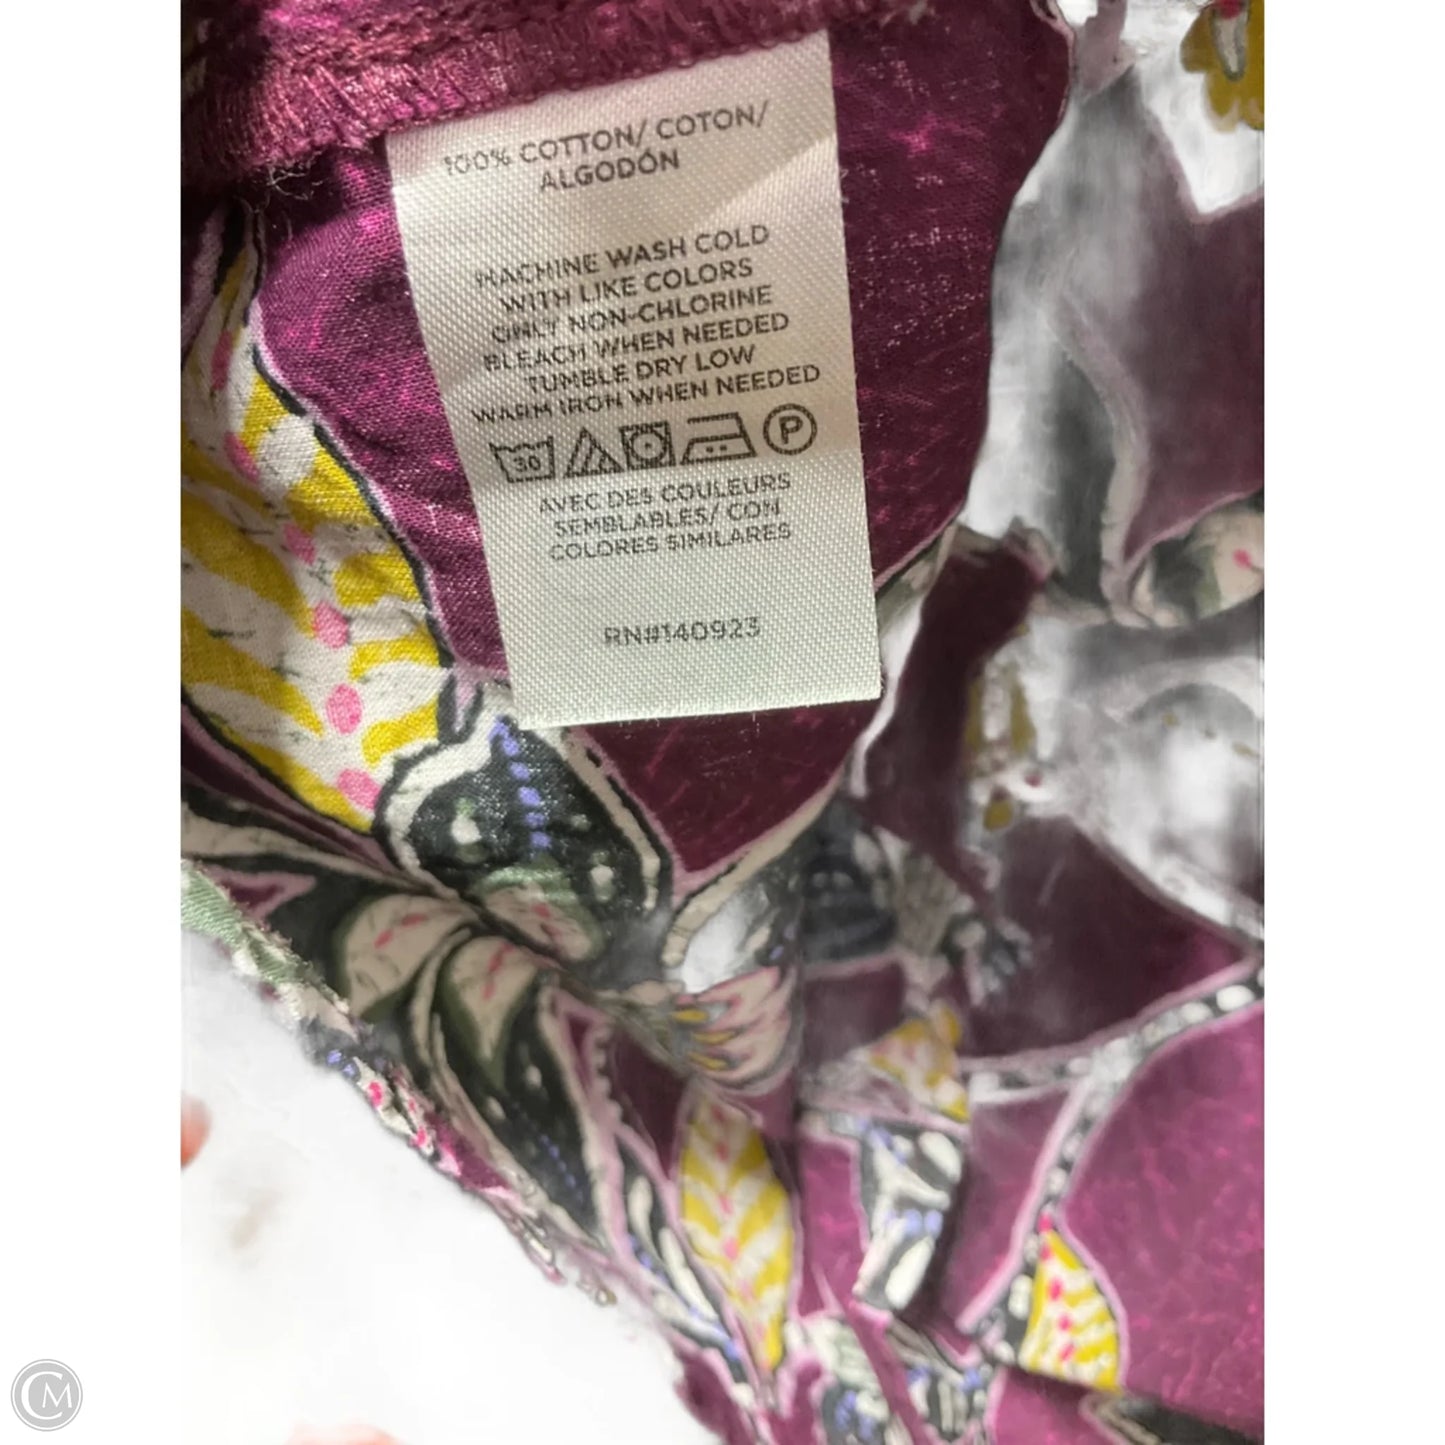 100% COTTON/ COTON/
ALGODÓN
MACHINE WASH COLD
WITH LIKE COLORS
ONLY NON-CHLORINE
BLEACH WHEN NEEDED
TUMBLE DRY LOW
WARM IRON WHEN NEEDED
30 P
AVEC DES COULEURS
SEMBLABLES/ CON
COLORES SIMILARES
RN#140923
CM